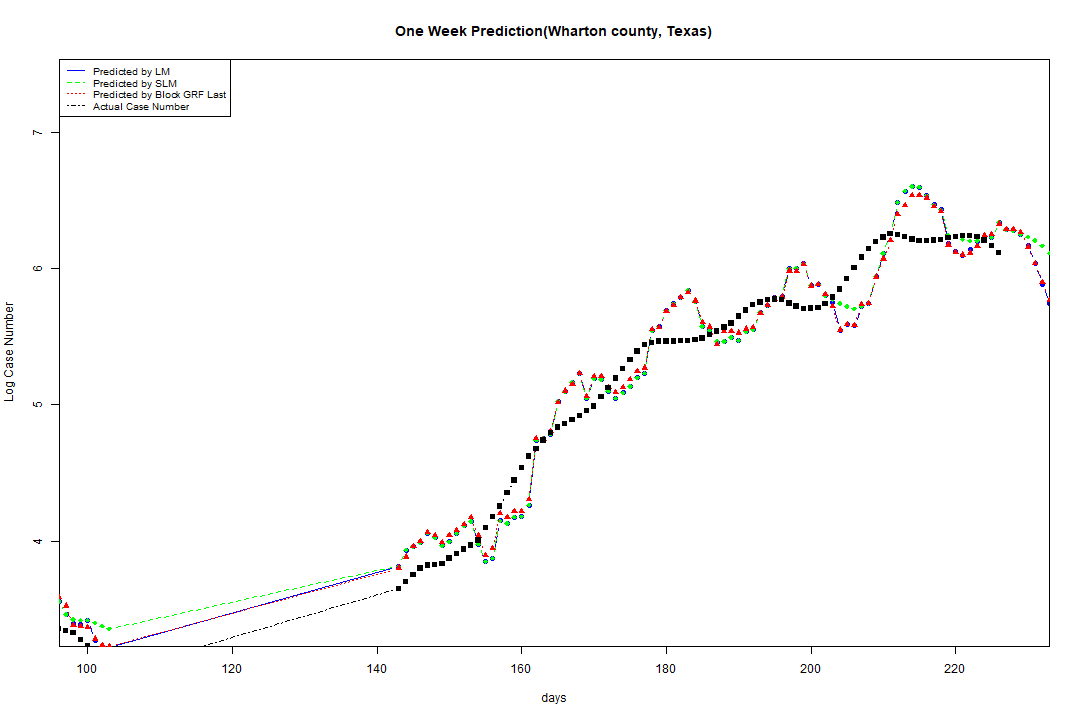 One Week Prediction(Wharton county, Texas)
Predicted by LM
Predicted by SLM
Predicted by Block GRF Last
Actual Case Number
7
6
5
4
Log Case Number
100 120 140 160 180 200 220
days